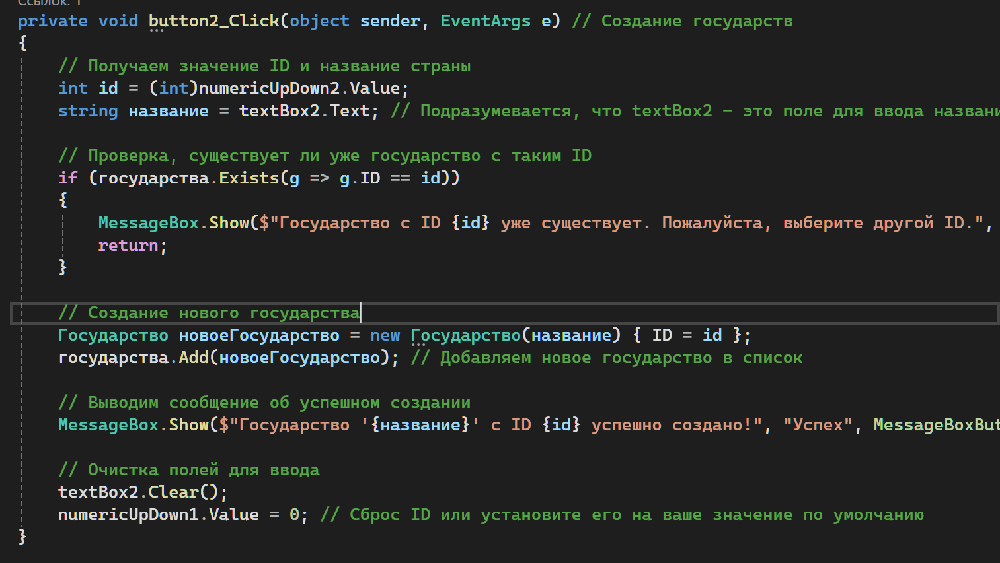 Ссылок: 1
private void button2_Click(object sender, EventArgs e) // Создание государств
{
// Получаем значение ID и название страны
int id = (int)numericUpDown2.Value;
string название = textBox2.Text; // Подразумевается, что textBox2 – это поле для ввода названи
// Проверка, существует ли уже государство с таким ID
if (государства.Exists(g => g.ID == id))
{
MessageBox.Show($"Государство с ID {id} уже существует. Пожалуйста, выберите другой ID.",
return;
}
// Создание нового государства
Государство новоеГосударство = new Государство(название) { ID = id };
государства.Add(новоеГосударство); // Добавляем новое государство в список
// Выводим сообщение об успешном создании
MessageBox.Show($"Государство '{название}' с ID {id} успешно создано!", "Успех", MessageBoxBut
// Очистка полей для ввода
textBox2.Clear();
numericUpDown1.Value = 0; // Сброс ID или установите его на ваше значение по умолчанию
}